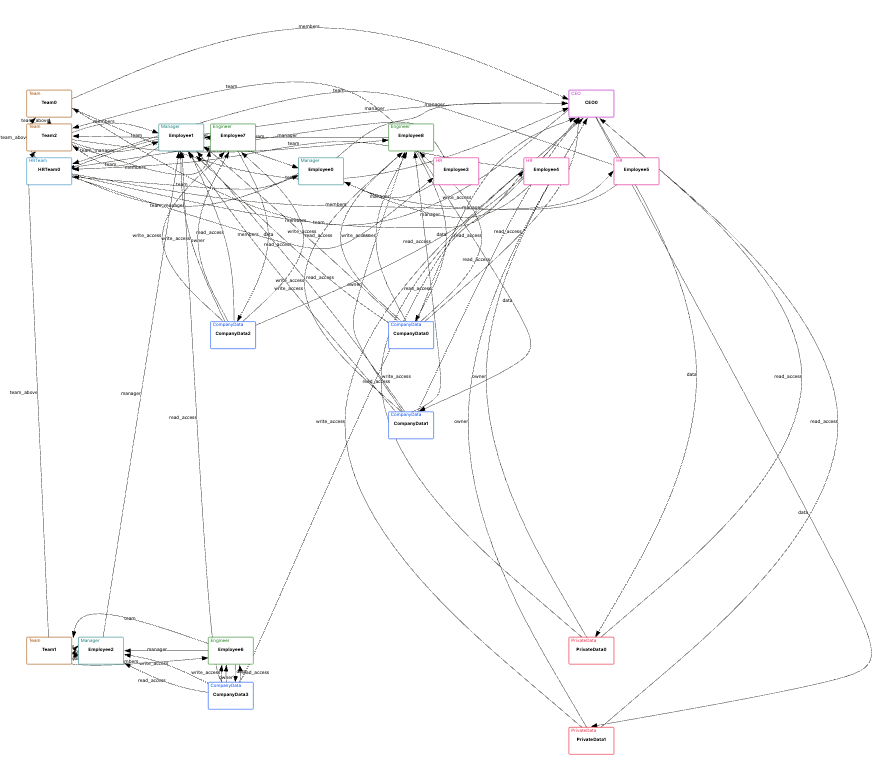 members
CEO
CEO0
Team
Team0
team
team
manager
manager
team_above
members
Team
Team2
team_above
Manager
Employee1
Engineer
Employee7
Engineer
Employee8
team
team
manager
team
HRTeam
HRTeam0
team_manager
team
members
Manager
Employee0
HR
HR
Employee4
HR
Employee5
team
team_manager
members
manager
write_access
manager
manager
members
team
write_access
write_access
owner
read_access
members
data
read_access
write_access
read_access
write_access
data
read_access
read_access
read_access
read_access
read_access
write_access
write_access
owner
read_access
data
CompanyData
CompanyData2
CompanyData
CompanyData0
read_access
write_access
owner
data
read_access
team_above
manager
CompanyData
CompanyData1
read_access
write_access
owner
read_access
data
team
Team
Team1
Manager
Employee2
Engineer
Employee6
manager
write_access
read_access
write_access
owner
read_access
CompanyData
CompanyData3
PrivateData
PrivateData0
PrivateData
PrivateData1